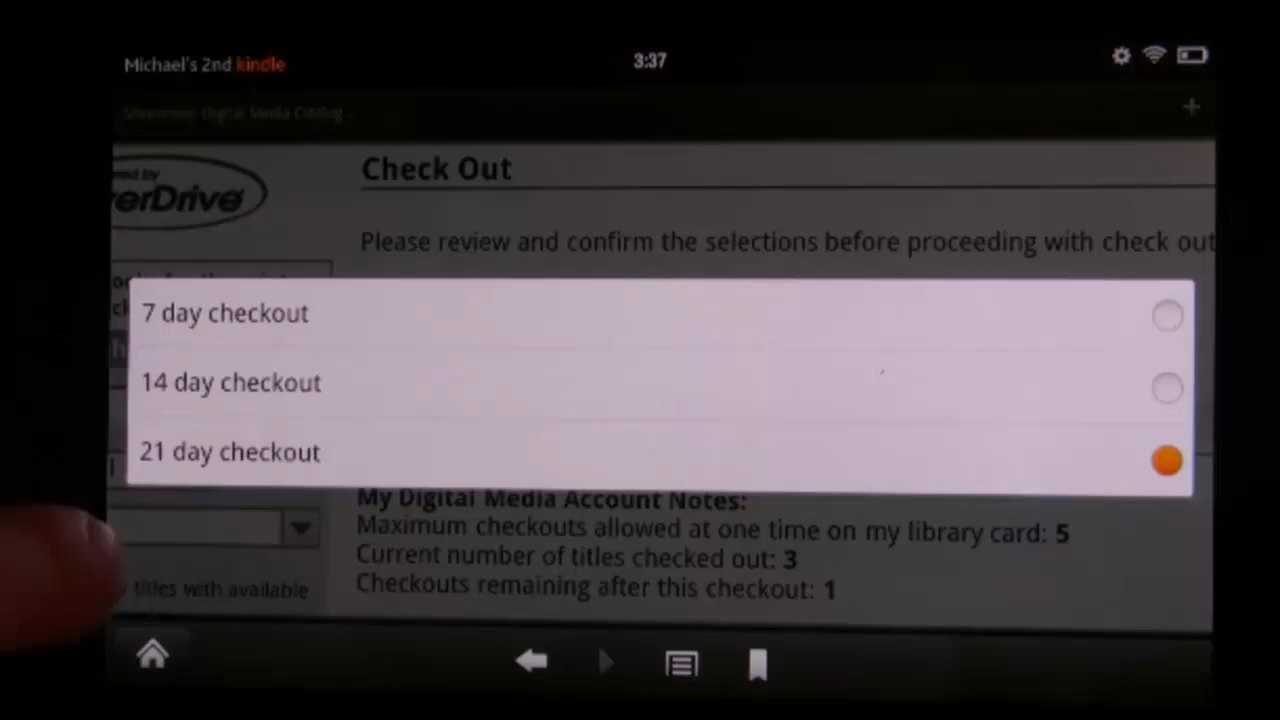 Michael's 2nd kindle
3:37
Digital Media Catalog...
Check Out
erDrive
Please review and confirm the selections before proceeding with check out
7 day checkout
14 day checkout
21 day checkout
My Digital Media Account Notes:
Maximum checkouts allowed at one time on my library card: 5
Current number of titles checked out: 3
titles with available
Checkouts remaining after this checkout: 1